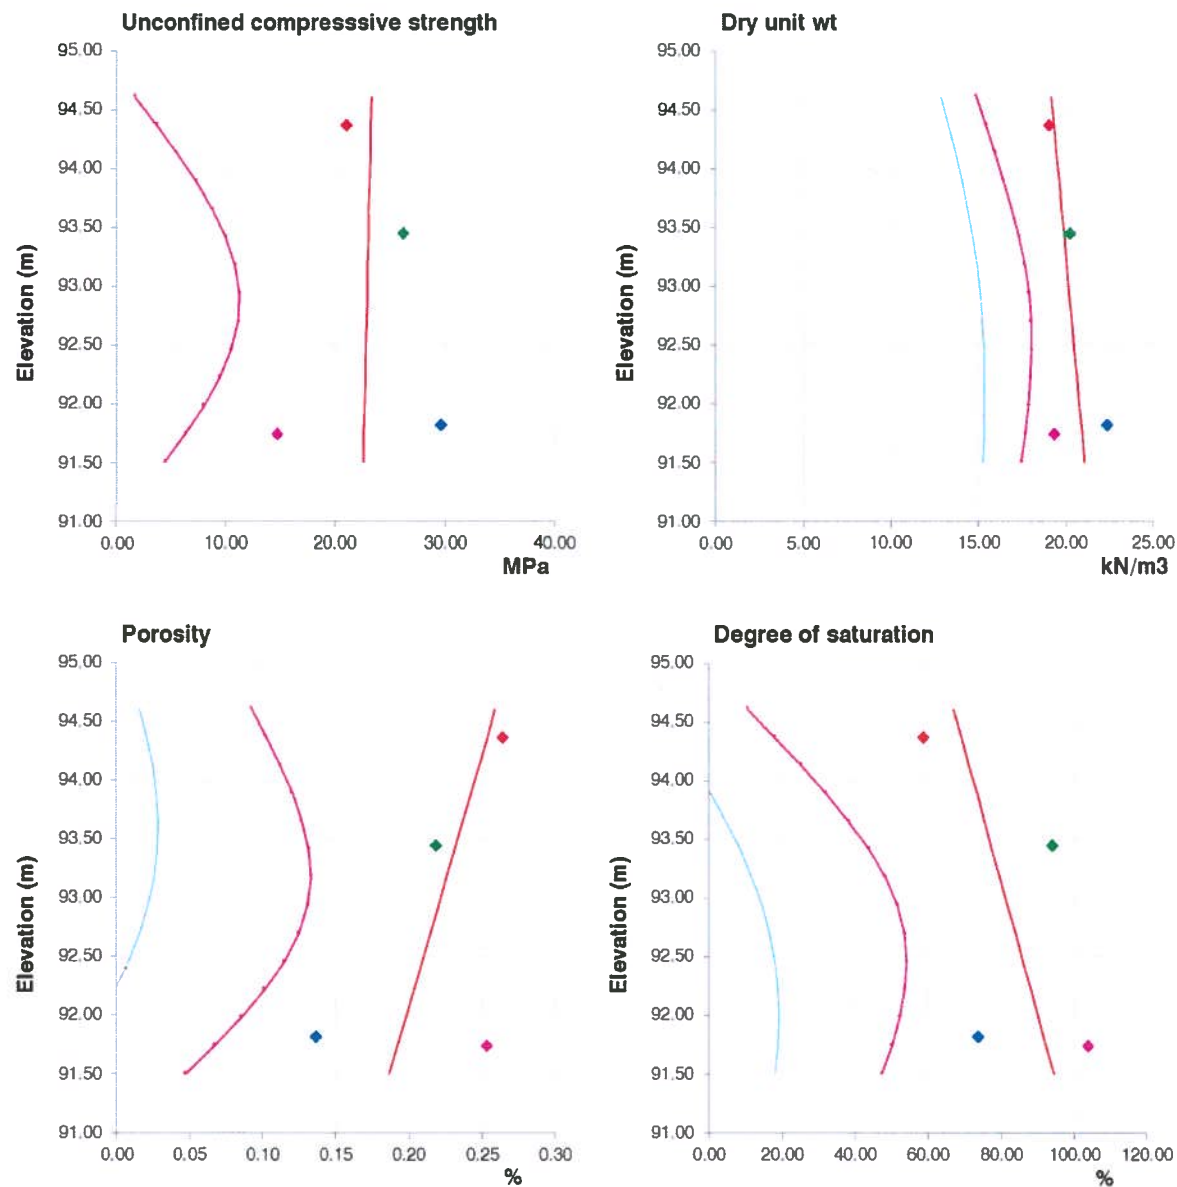 Unconfined compresssive strength
95.00
94.50
94.00
93.50
93.00
92.50
92.00
91.50
91.00
Elevation (m)
0.00 10.00 20.00 30.00 40.00
MPa
Dry unit wt
95.00
94.50
94.00
93.50
93.00
92.50
92.00
91.50
91.00
Elevation (m)
0.00 5.00 10.00 15.00 20.00 25.00
kN/m3
Porosity
95.00
94.50
94.00
93.50
93.00
92.50
92.00
91.50
91.00
Elevation (m)
0.00 0.05 0.10 0.15 0.20 0.25 0.30
%
Degree of saturation
95.00
94.50
94.00
93.50
93.00
92.50
92.00
91.50
91.00
Elevation (m)
0.00 20.00 40.00 60.00 80.00 100.00 120.00
%